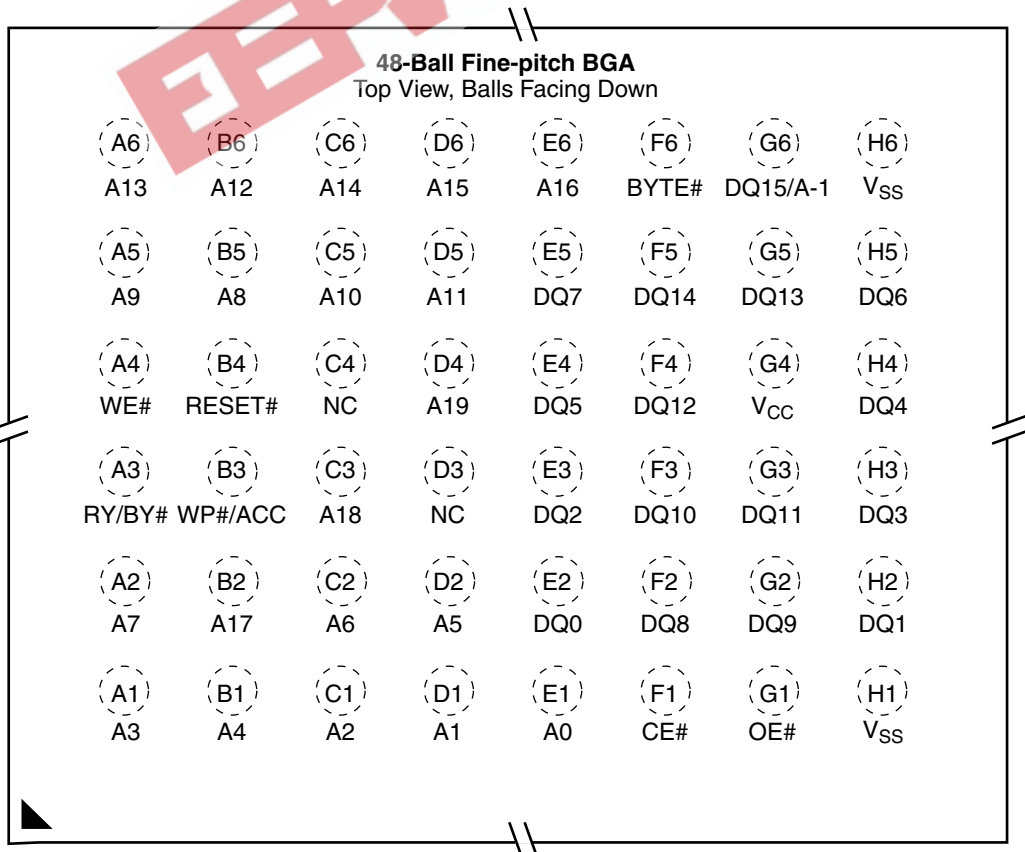 48-Ball Fine-pitch BGA
Top View, Balls Facing Down
A6 B6 C6 D6 E6 F6 G6 H6
A13 A12 A14 A15 A16 BYTE# DQ15/A-1 VSS
A5 B5 C5 D5 E5 F5 G5 H5
A9 A8 A10 A11 DQ7 DQ14 DQ13 DQ6
A4 B4 C4 D4 E4 F4 G4 H4
WE# RESET# NC A19 DQ5 DQ12 VCC DQ4
A3 B3 C3 D3 E3 F3 G3 H3
RY/BY# WP#/ACC A18 NC DQ2 DQ10 DQ11 DQ3
A2 B2 C2 D2 E2 F2 G2 H2
A7 A17 A6 A5 DQ0 DQ8 DQ9 DQ1
A1 B1 C1 D1 E1 F1 G1 H1
A3 A4 A2 A1 A0 CE# OE# VSS